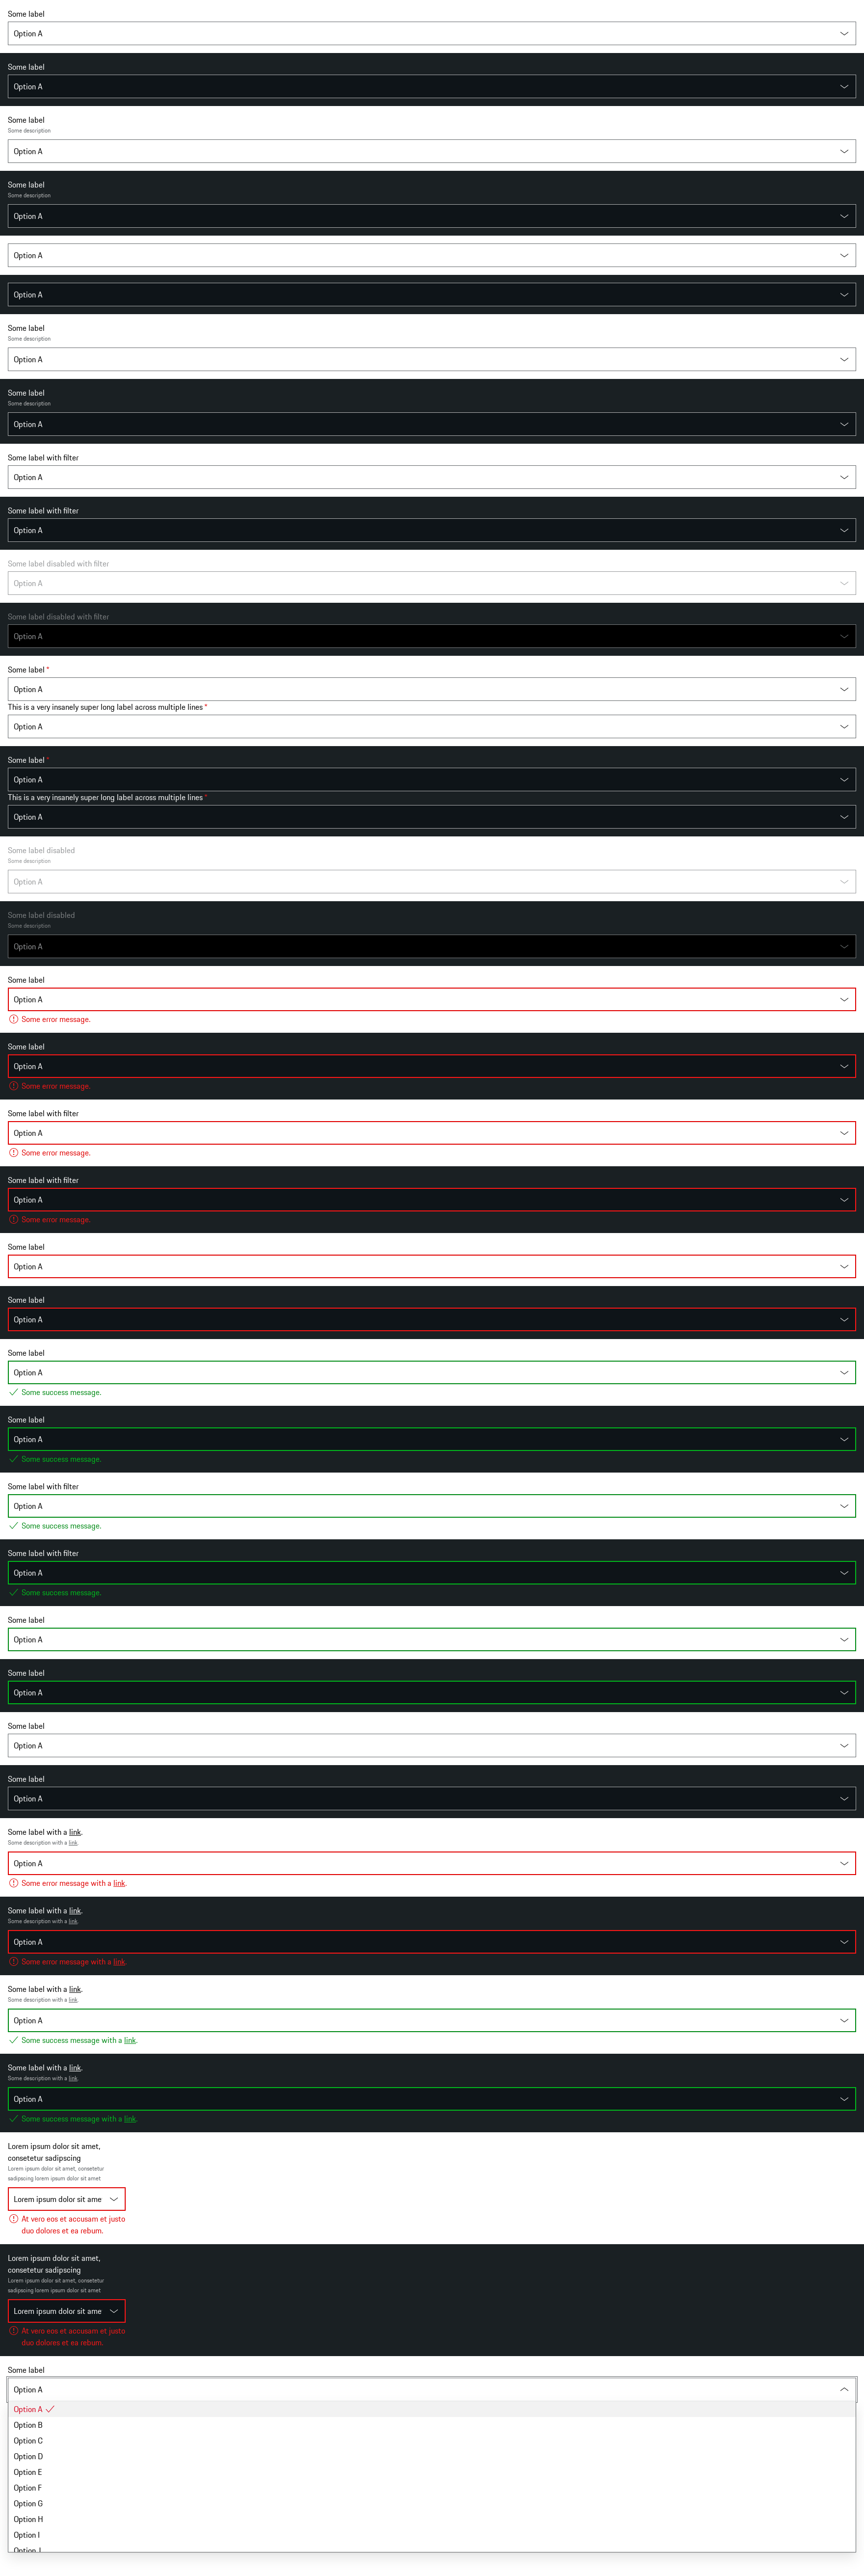 Some label
Option A
Some label
Option A
Some label
Some description
Option A
Some label
Some description
Option A
Option A
Option A
Some label
Some description
Option A
Some label
Some description
Option A
Some label with filter
Option A
Some label with filter
Option A
Some label disabled with filter
Option A
Some label disabled with filter
Option A
Some label *
Option A
This is a very insanely super long label across multiple lines *
Option A
Some label *
Option A
This is a very insanely super long label across multiple lines *
Option A
Some label disabled
Some description
Option A
Some label disabled
Some description
Option A
Some label
Option A
Some error message.
Some label
Option A
Some error message.
Some label with filter
Option A
Some error message.
Some label with filter
Option A
Some error message.
Some label
Option A
Some label
Option A
Some label
Option A
Some success message.
Some label
Option A
Some success message.
Some label with filter
Option A
Some success message.
Some label with filter
Option A
Some success message.
Some label
Option A
Some label
Option A
Some label
Option A
Some label
Option A
Some label with a link.
Some description with a link.
Option A
Some error message with a link.
Some label with a link.
Some description with a link.
Option A
Some error message with a link.
Some label with a link.
Some description with a link.
Option A
Some success message with a link.
Some label with a link.
Some description with a link.
Option A
Some success message with a link.
Lorem ipsum dolor sit amet,
consetetur sadipscing
Lorem ipsum dolor sit amet, consetetur
sadipscing lorem ipsum dolor sit amet
Lorem ipsum dolor sit ame
At vero eos et accusam et justo
duo dolores et ea rebum.
Lorem ipsum dolor sit amet,
consetetur sadipscing
Lorem ipsum dolor sit amet, consetetur
sadipscing lorem ipsum dolor sit amet
Lorem ipsum dolor sit ame
At vero eos et accusam et justo
duo dolores et ea rebum.
Some label
Option A
Option A
Option B
Option C
Option D
Option E
Option F
Option G
Option H
Option I
Option J